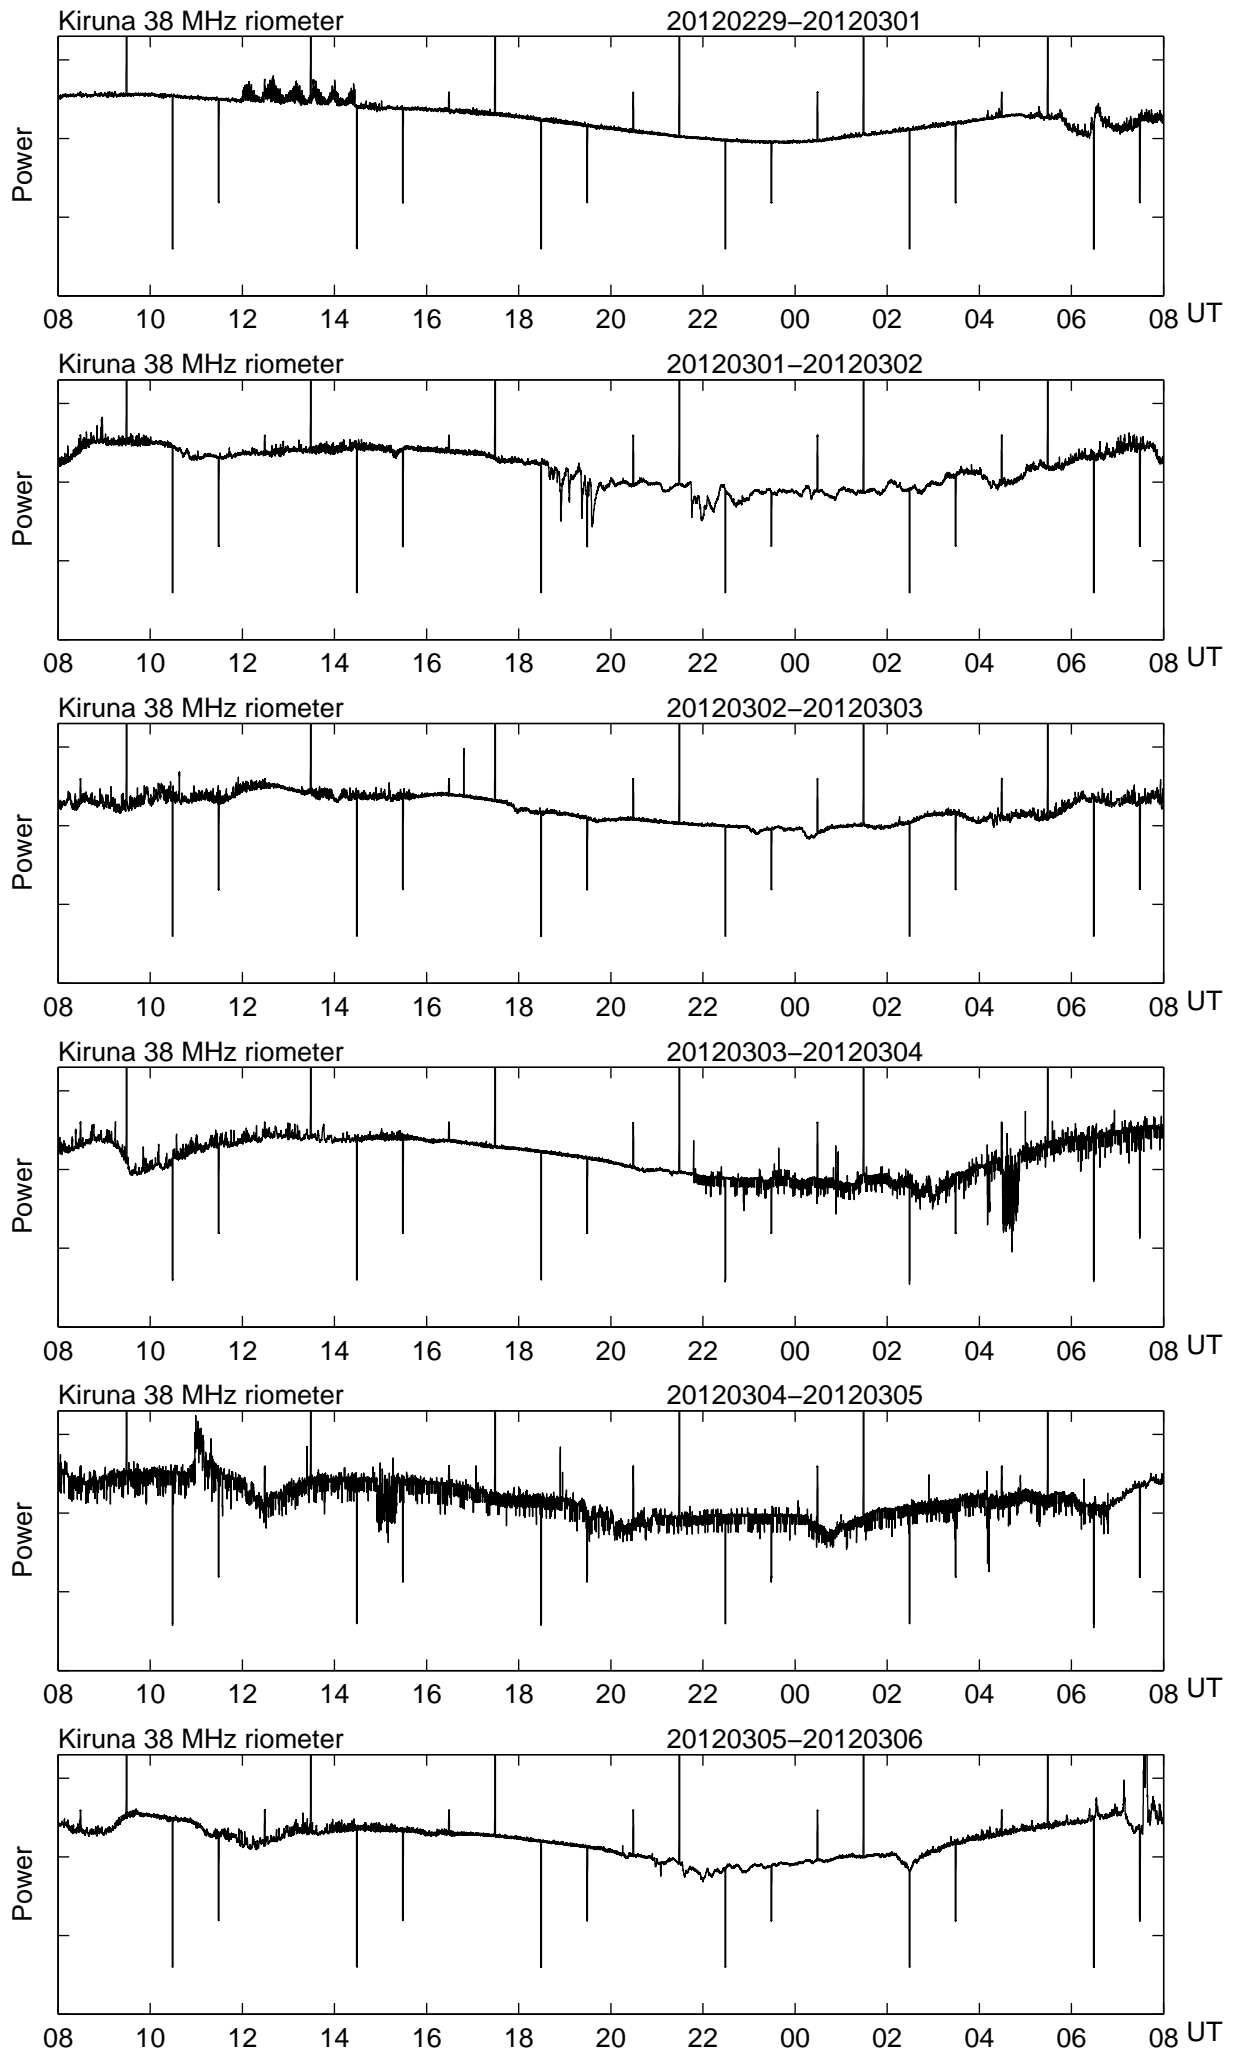 Kiruna 38 MHz riometer 20120229−20120301
Power
08 10 12 14 16 18 20 22 00 02 04 06 08 UT
Kiruna 38 MHz riometer 20120301−20120302
Power
08 10 12 14 16 18 20 22 00 02 04 06 08 UT
Kiruna 38 MHz riometer 20120302−20120303
Power
08 10 12 14 16 18 20 22 00 02 04 06 08 UT
Kiruna 38 MHz riometer 20120303−20120304
Power
08 10 12 14 16 18 20 22 00 02 04 06 08 UT
Kiruna 38 MHz riometer 20120304−20120305
Power
08 10 12 14 16 18 20 22 00 02 04 06 08 UT
Kiruna 38 MHz riometer 20120305−20120306
Power
08 10 12 14 16 18 20 22 00 02 04 06 08 UT